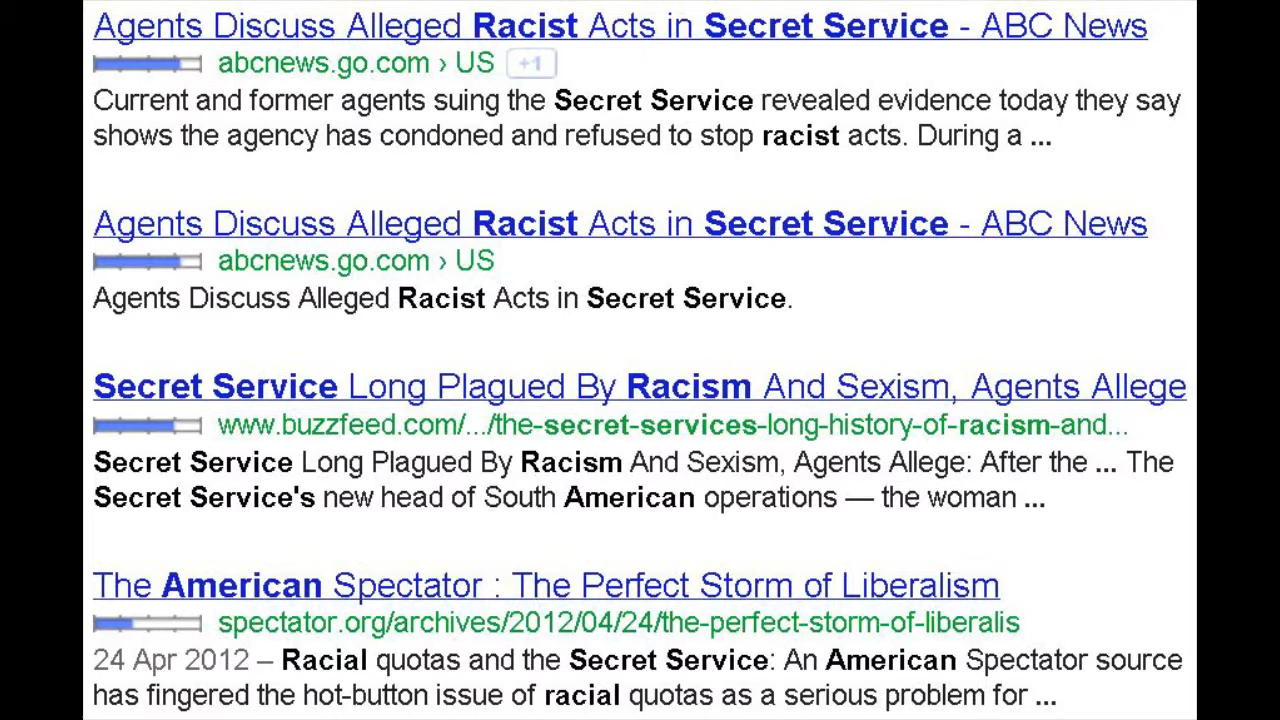 Agents Discuss Alleged Racist Acts in Secret Service - ABC News
abcnews.go.com › US +1
Current and former agents suing the Secret Service revealed evidence today they say
shows the agency has condoned and refused to stop racist acts. During a ...
Agents Discuss Alleged Racist Acts in Secret Service - ABC News
abcnews.go.com › US
Agents Discuss Alleged Racist Acts in Secret Service.
Secret Service Long Plagued By Racism And Sexism, Agents Allege
www.buzzfeed.com/.../the-secret-services-long-history-of-racism-and...
Secret Service Long Plagued By Racism And Sexism, Agents Allege: After the ... The
Secret Service's new head of South American operations — the woman ...
The American Spectator : The Perfect Storm of Liberalism
spectator.org/archives/2012/04/24/the-perfect-storm-of-liberalis
24 Apr 2012 – Racial quotas and the Secret Service: An American Spectator source
has fingered the hot-button issue of racial quotas as a serious problem for ...